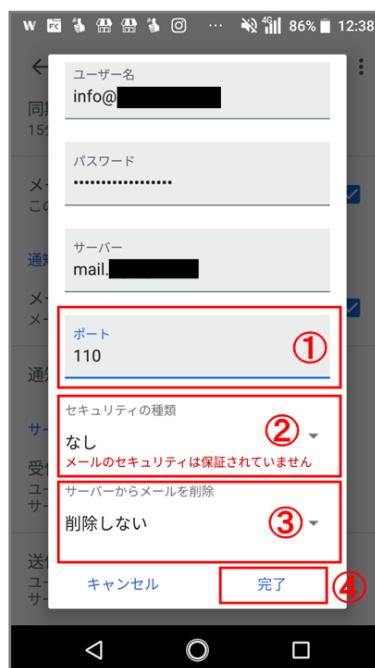 86% 12:38
ユーザー名
info@
パスワード
••••••••••••••••••
サーバー
mail.
ポート
110
①
セキュリティの種類
なし
②
メールのセキュリティは保証されていません
サーバーからメールを削除
削除しない
③
キャンセル
完了
④